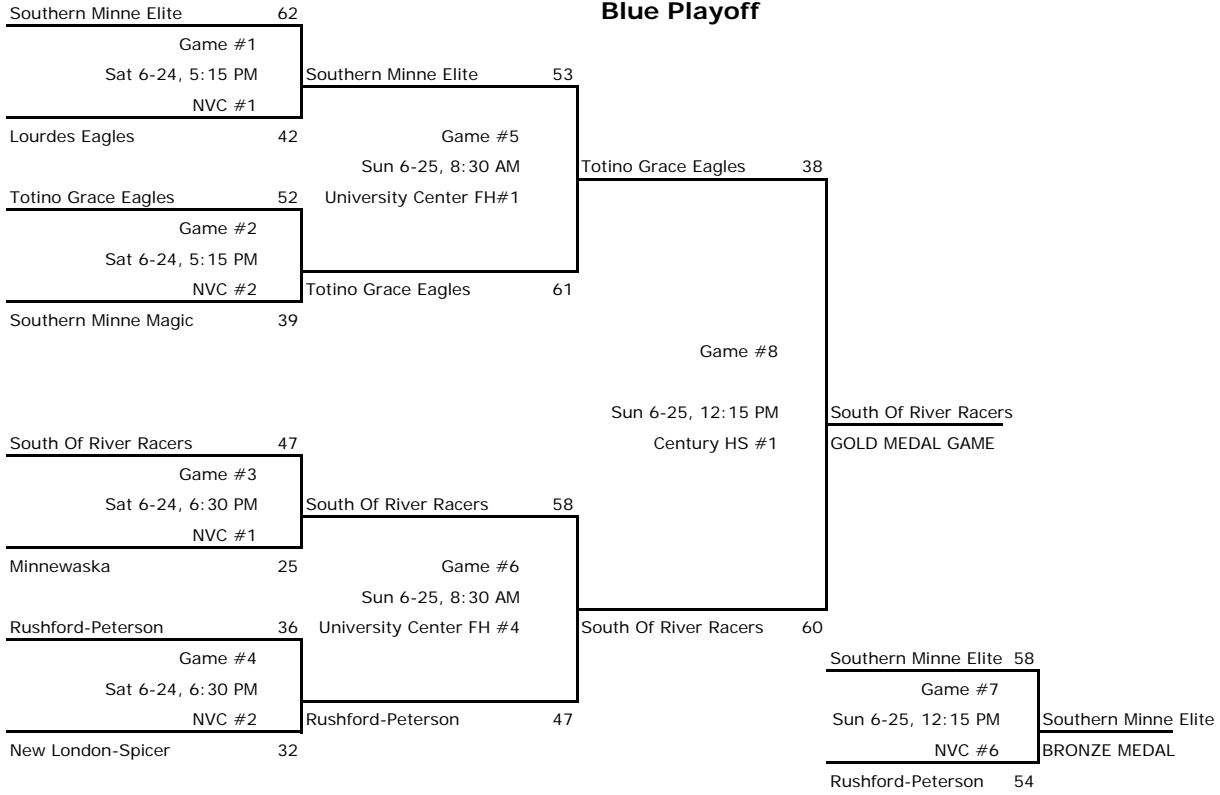 Blue Playoff
Southern Minne Elite 62
Game #1
Sat 6-24, 5:15 PM
NVC #1
Lourdes Eagles 42
Totino Grace Eagles 52
Game #2
Sat 6-24, 5:15 PM
NVC #2
Southern Minne Magic 39
South Of River Racers 47
Game #3
Sat 6-24, 6:30 PM
NVC #1
Minnewaska 25
Rushford-Peterson 36
Game #4
Sat 6-24, 6:30 PM
NVC #2
New London-Spicer 32
Southern Minne Elite 53
Game #5
Sun 6-25, 8:30 AM
University Center FH#1
Totino Grace Eagles 61
South Of River Racers 58
Game #6
Sun 6-25, 8:30 AM
University Center FH #4
Rushford-Peterson 47
Totino Grace Eagles 38
Game #8
Sun 6-25, 12:15 PM
Century HS #1
South Of River Racers 60
South Of River Racers
GOLD MEDAL GAME
Southern Minne Elite 58
Game #7
Sun 6-25, 12:15 PM
NVC #6
Rushford-Peterson 54
Southern Minne Elite
BRONZE MEDAL